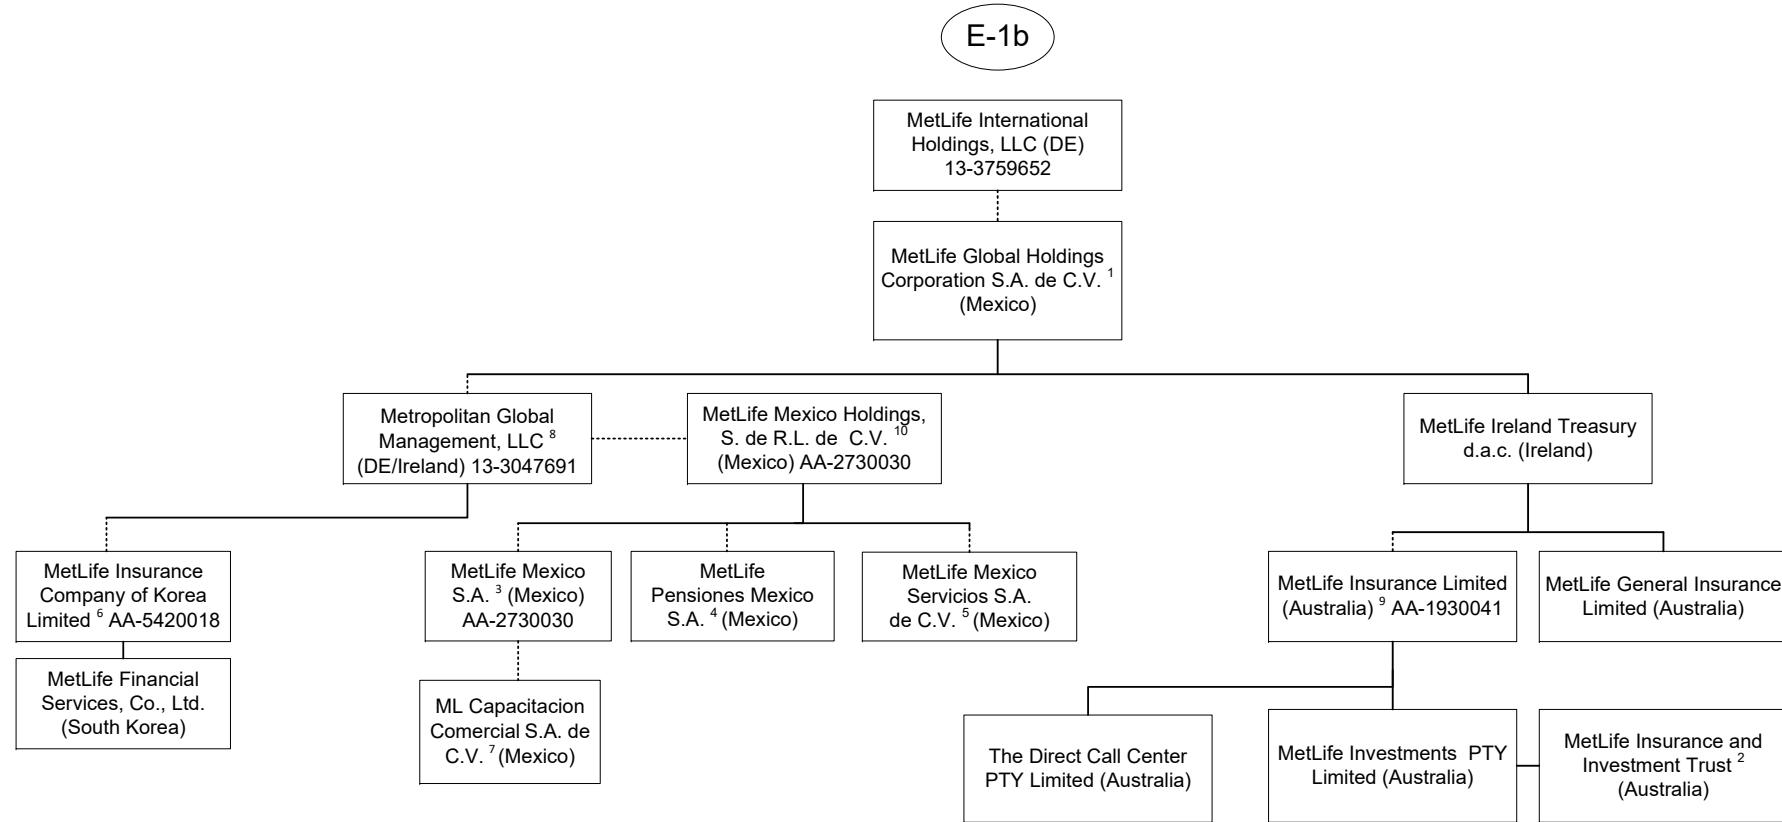 E-1b
MetLife International
Holdings, LLC (DE)
13-3759652
MetLife Global Holdings
Corporation S.A. de C.V. 1
(Mexico)
Metropolitan Global
Management, LLC 8
(DE/Ireland) 13-3047691
MetLife Mexico Holdings,
S. de R.L. de C.V. 10
(Mexico) AA-2730030
MetLife Ireland Treasury
d.a.c. (Ireland)
MetLife Insurance
Company of Korea
Limited 6 AA-5420018
MetLife Mexico
S.A. 3 (Mexico)
AA-2730030
MetLife
Pensiones Mexico
S.A. 4 (Mexico)
MetLife Mexico
Servicios S.A.
de C.V. 5 (Mexico)
MetLife Insurance Limited
(Australia) 9 AA-1930041
MetLife General Insurance
Limited (Australia)
MetLife Financial
Services, Co., Ltd.
(South Korea)
ML Capacitacion
Comercial S.A. de
C.V. 7 (Mexico)
The Direct Call Center
PTY Limited (Australia)
MetLife Investments PTY
Limited (Australia)
MetLife Insurance and
Investment Trust 2
(Australia)